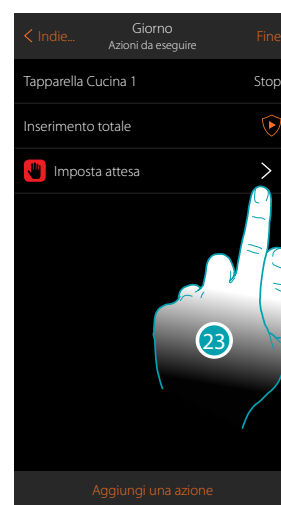 Indie... Giorno Fine
Azioni da eseguire
Tapparella Cucina 1 Stop
Inserimento totale
Imposta attesa
23
Aggiungi una azione